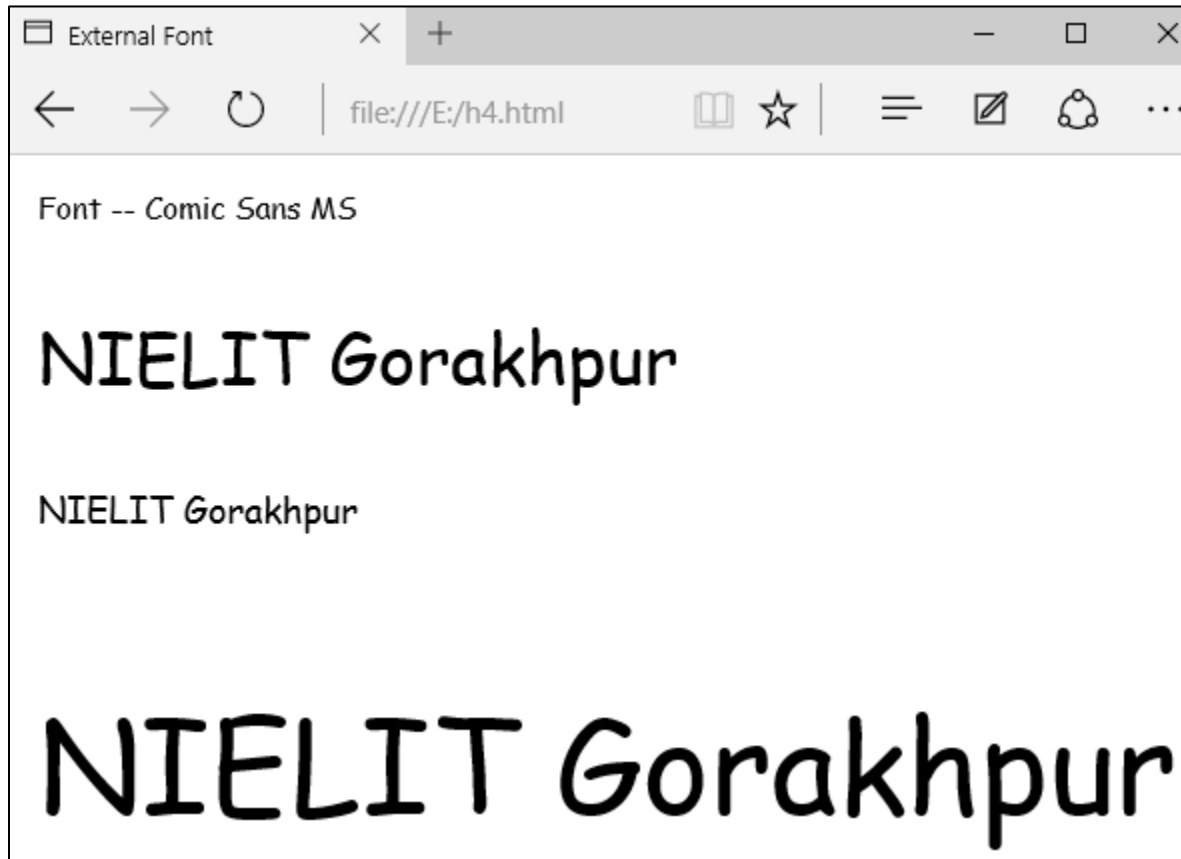 External Font
file:///E:/h4.html
Font -- Comic Sans MS
NIELIT Gorakhpur
NIELIT Gorakhpur
NIELIT Gorakhpur